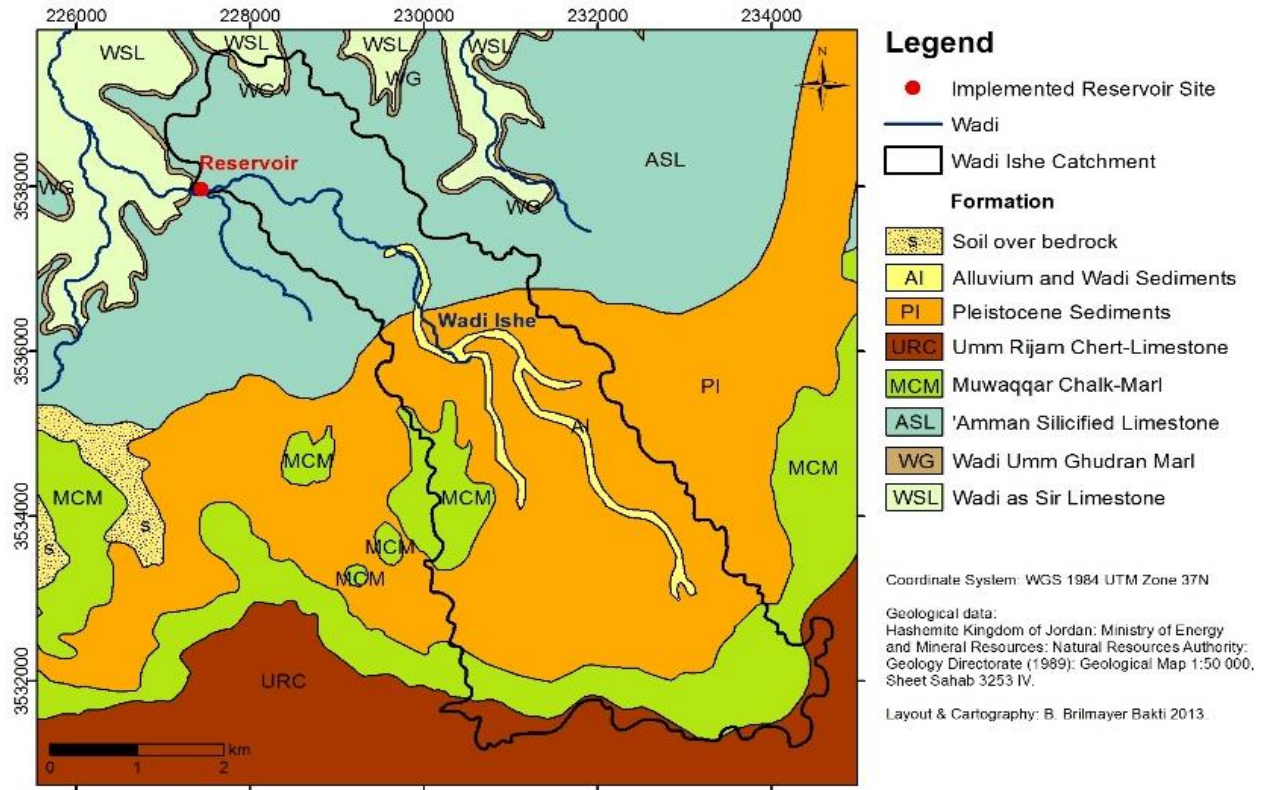 226000 228000 230000 232000 234000
WSL
WSL
WSL
WSL
WG
WG
ASL
Reservoir
WG
3538000
WG
Wadi Ishe
3536000
PI
Al
MCM
MCM
MCM
MCM
S
3534000
S
MCM
MCM
URC
3532000
km
0 1 2
Legend
N
Implemented Reservoir Site
Wadi
Wadi Ishe Catchment
Formation
S Soil over bedrock
Al Alluvium and Wadi Sediments
PI Pleistocene Sediments
URC Umm Rijam Chert-Limestone
MCM Muwaqqar Chalk-Marl
ASL 'Amman Silicified Limestone
WG Wadi Umm Ghudran Marl
WSL Wadi as Sir Limestone
Coordinate System: WGS 1984 UTM Zone 37N
Geological data:
Hashemite Kingdom of Jordan: Ministry of Energy
and Mineral Resources: Natural Resources Authority:
Geology Directorate (1989): Geological Map 1:50 000,
Sheet Sahab 3253 IV.
Layout & Cartography: B. Brilmayer Bakti 2013.